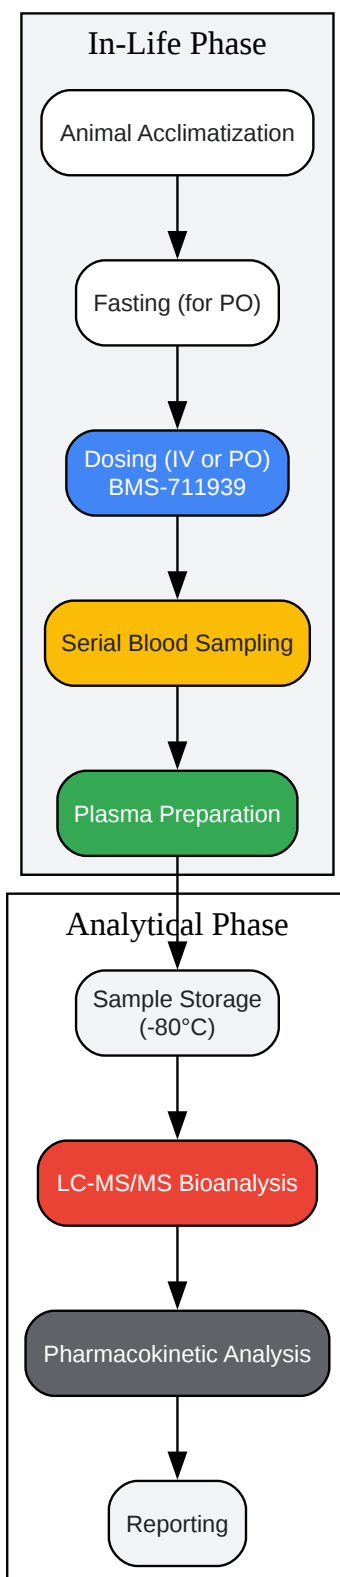 In-Life Phase
Animal Acclimatization
Fasting (for PO)
Dosing (IV or PO)
BMS-711939
Serial Blood Sampling
Plasma Preparation
Analytical Phase
Sample Storage
(-80°C)
LC-MS/MS Bioanalysis
Pharmacokinetic Analysis
Reporting